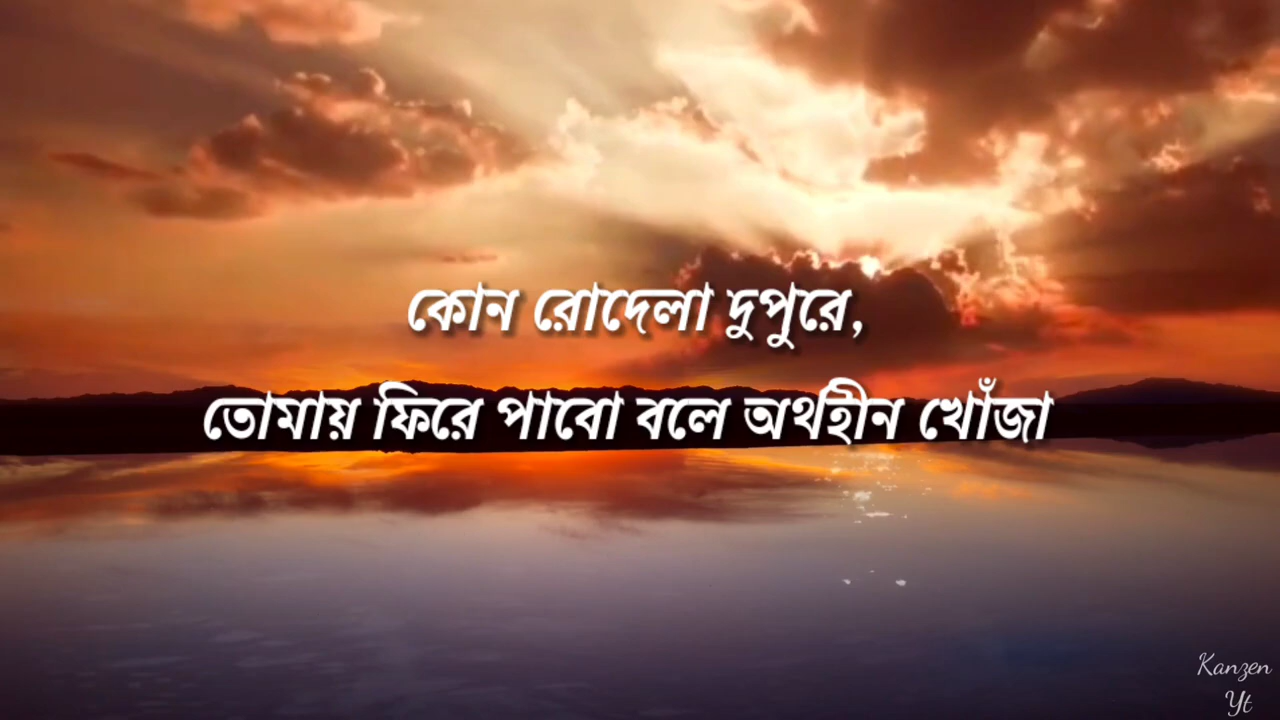 কোন রোদেলা দুপুরে,
তোমায় ফিরে পাবো বলে অর্থহীন খোঁজা
Kanzen
Yt